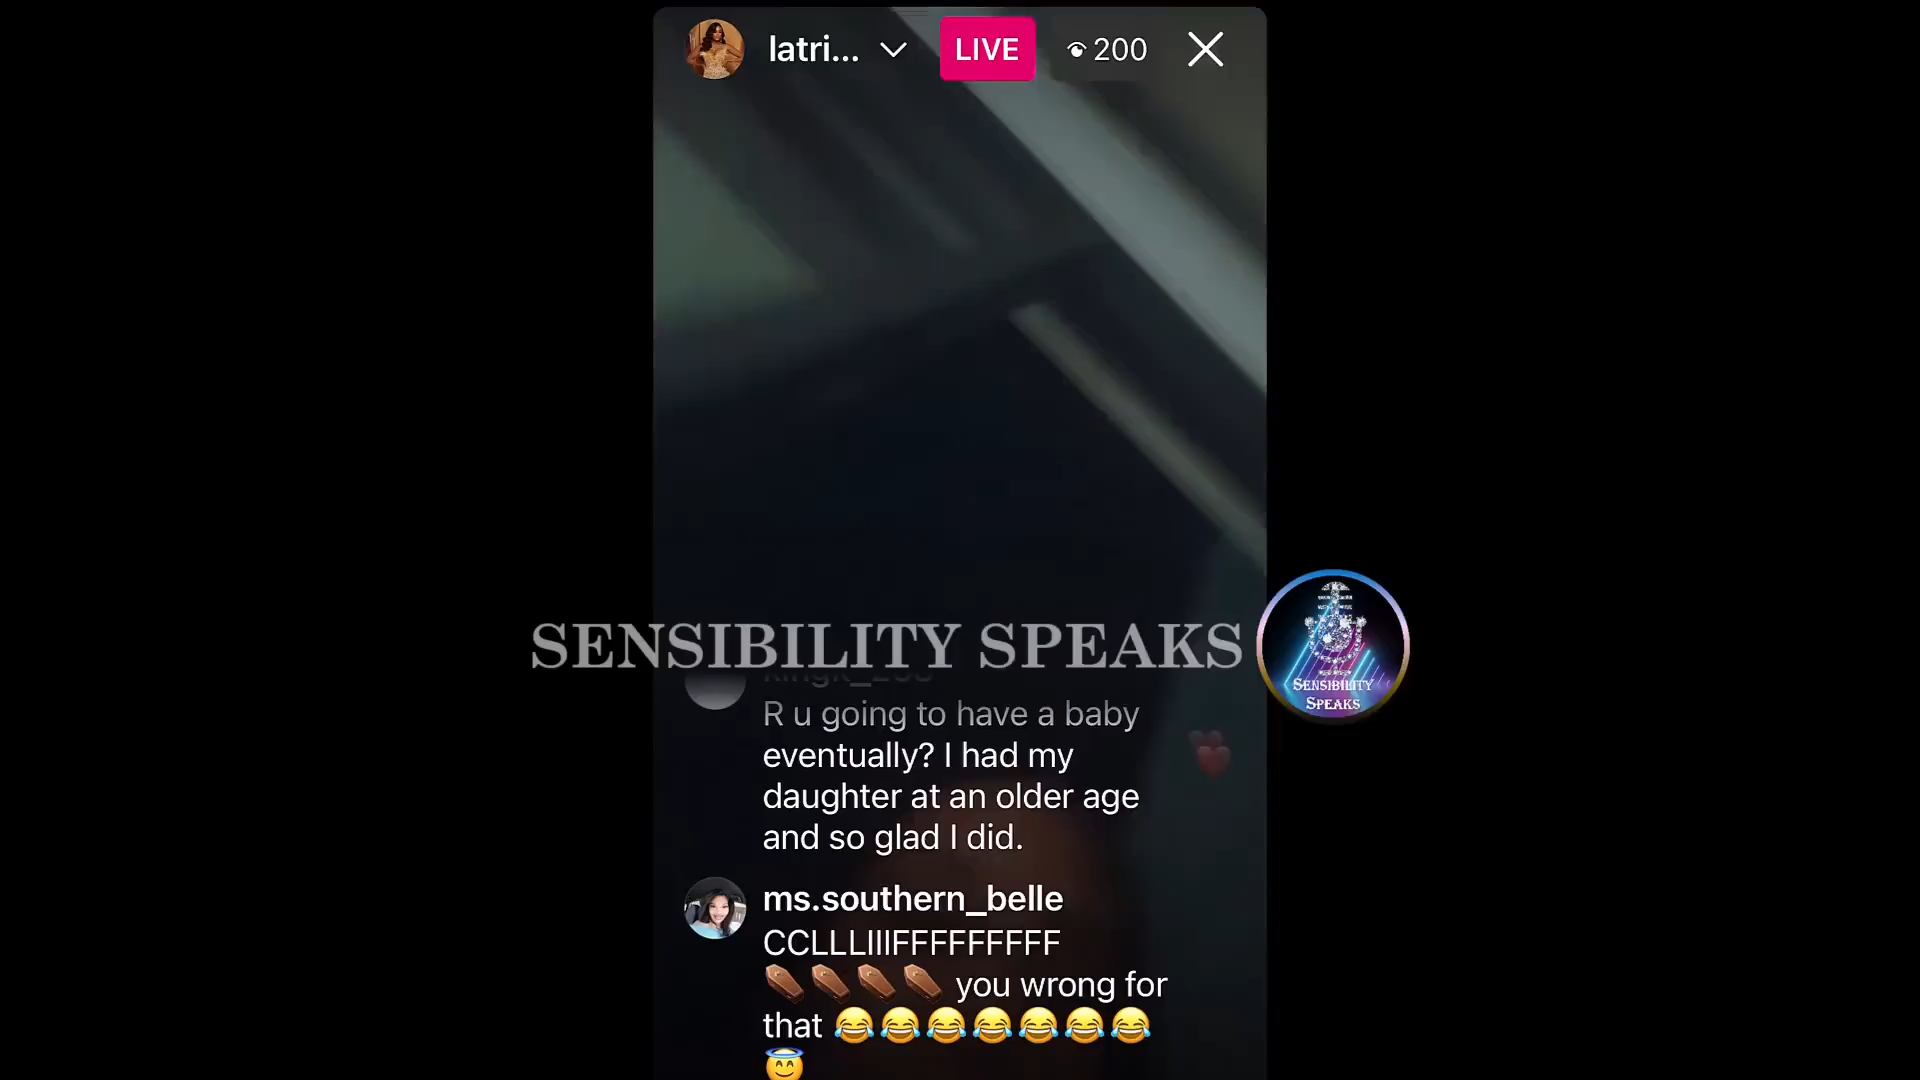 latri...
LIVE
200
SENSIBILITY SPEAKS
SENSIBILITY
SPEAKS
R u going to have a baby
eventually? I had my
daughter at an older age
and so glad I did.
ms.southern_belle
CCLLLIIIFFFFFFFFF
⚰️⚰️⚰️⚰️ you wrong for
that 😂😂😂😂😂😂😂
😇